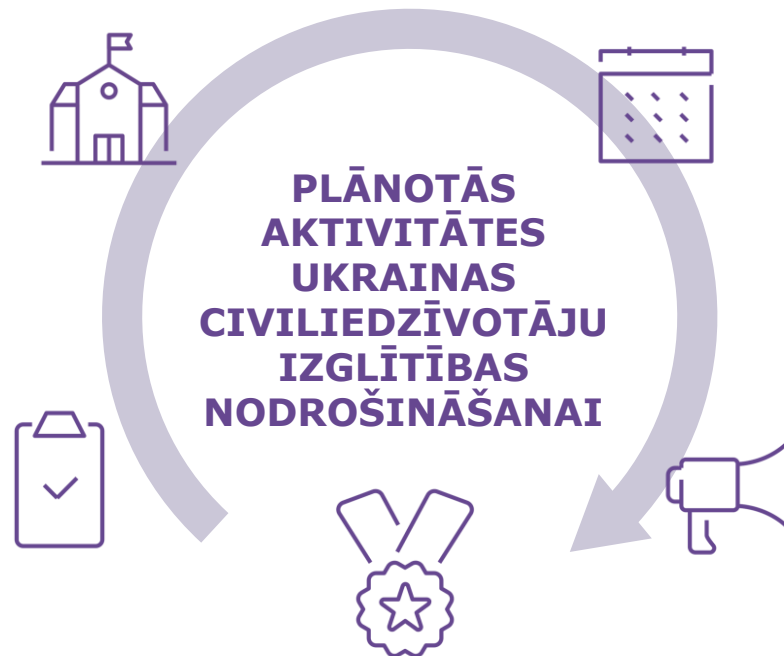 PLĀNOTĀS
AKTIVITĀTES
UKRAINAS
CIVILIEDZĪVOTĀJU
IZGLĪTĪBAS
NODROŠINĀŠANAI